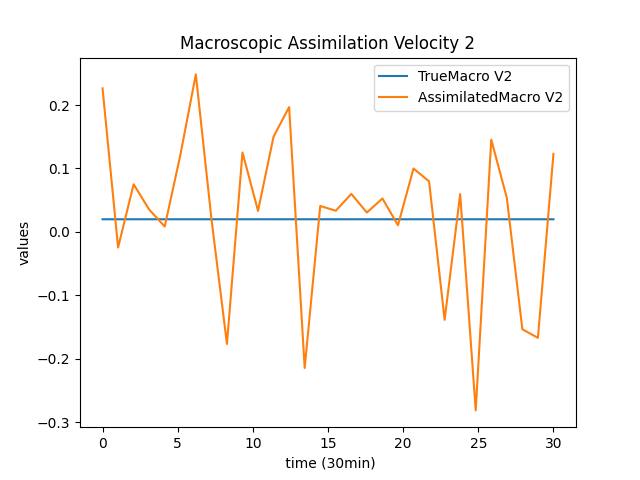 Macroscopic Assimilation Velocity 2
TrueMacro V2
AssimilatedMacro V2
values
0.2
0.1
0.0
−0.1
−0.2
−0.3
0 5 10 15 20 25 30
time (30min)